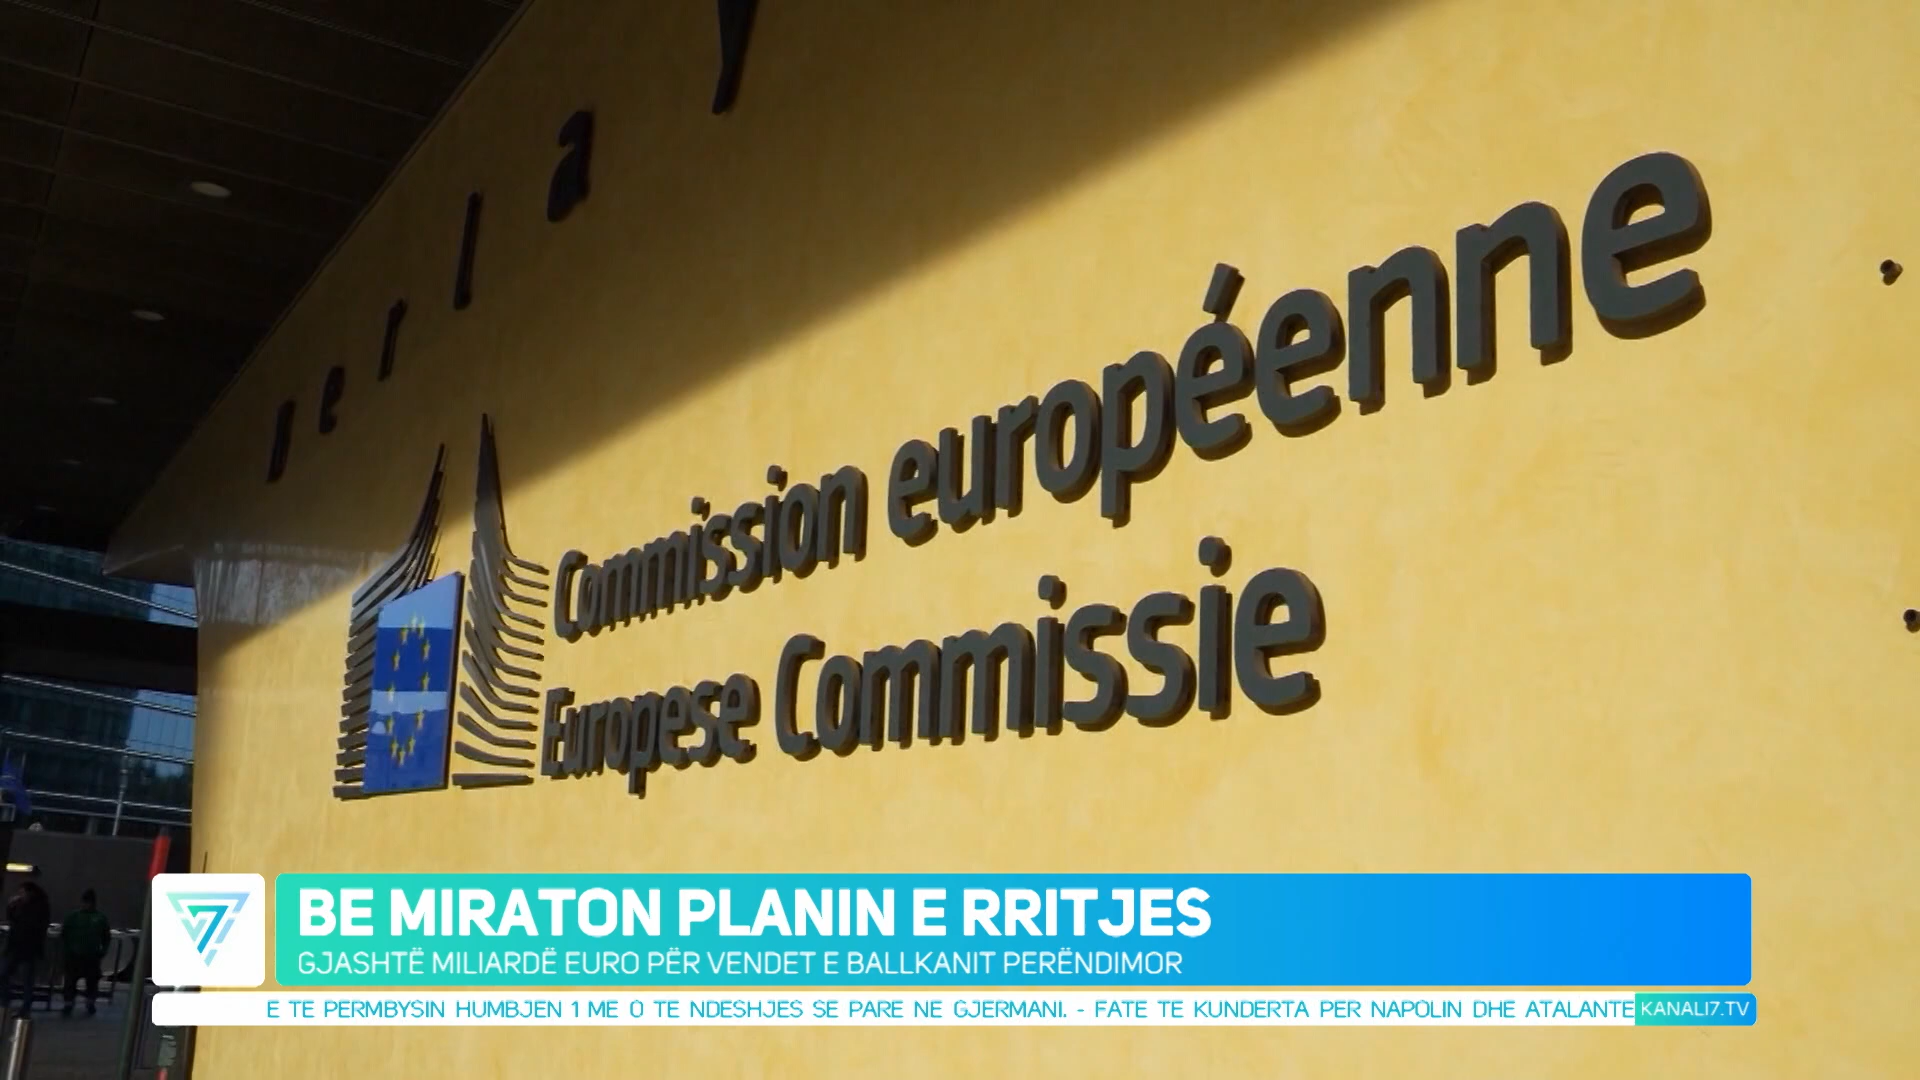 Berlay
Commission européenne
Europese Commissie
BE MIRATON PLANIN E RRITJES
GJASHTË MILIARDË EURO PËR VENDET E BALLKANIT PERËNDIMOR
E TE PERMBYSIN HUMBJEN 1 ME 0 TE NDESHJES SE PARE NE GJERMANI. - FATE TE KUNDERTA PER NAPOLIN DHE ATALANTE
KANALI7.TV